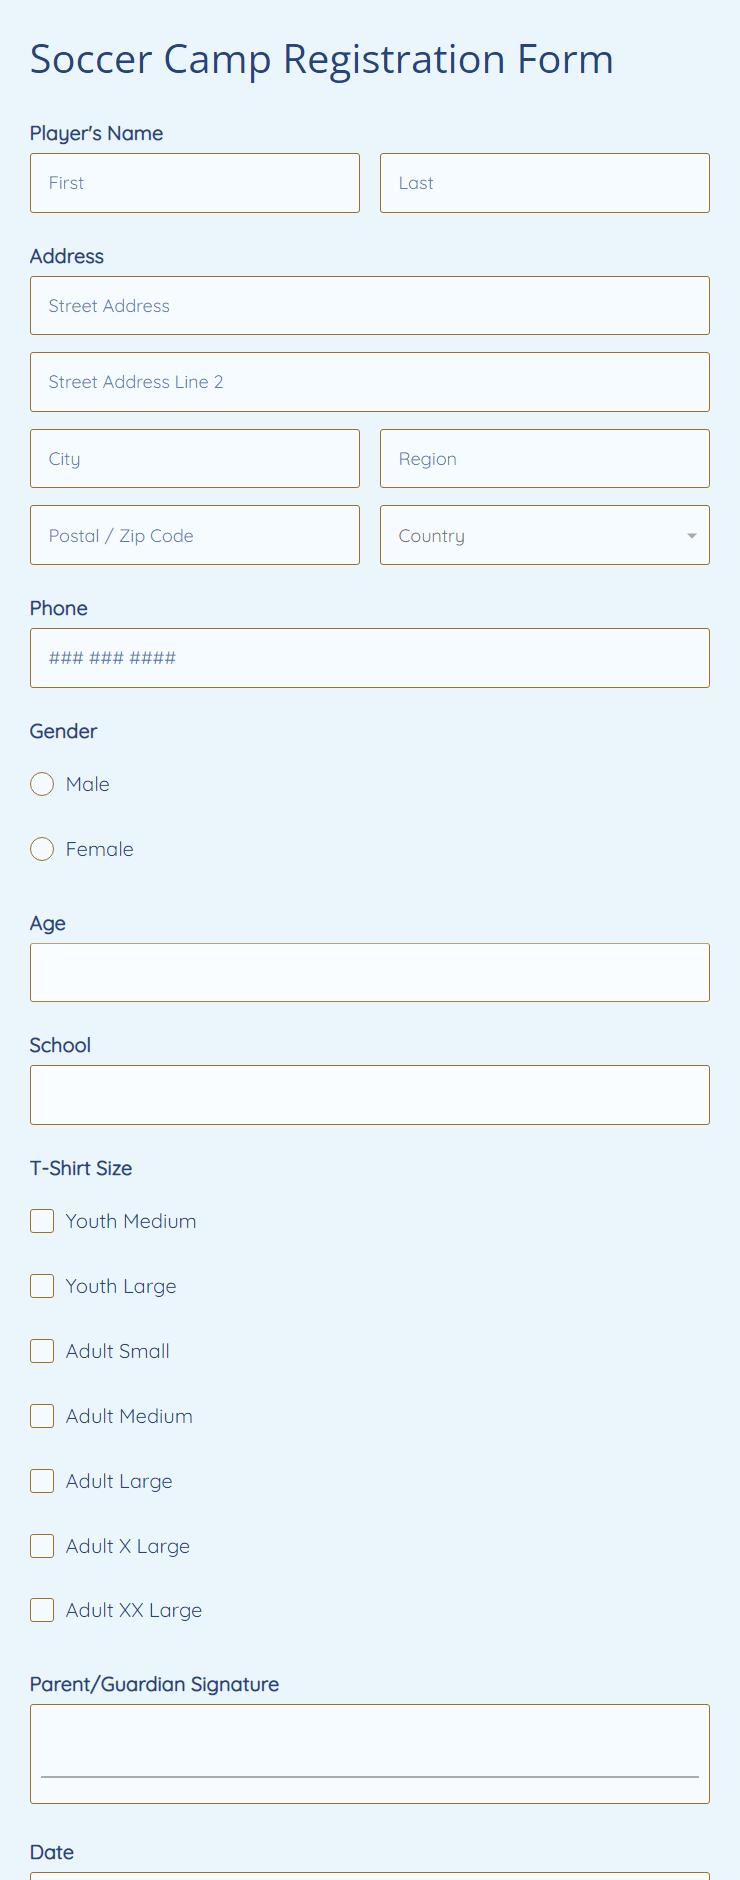 Soccer Camp Registration Form
Player's Name
First Last
Address
Street Address
Street Address Line 2
City Region
Postal / Zip Code Country
Phone
### ### ####
Gender
Male
Female
Age
School
T-Shirt Size
Youth Medium
Youth Large
Adult Small
Adult Medium
Adult Large
Adult X Large
Adult XX Large
Parent/Guardian Signature
Date